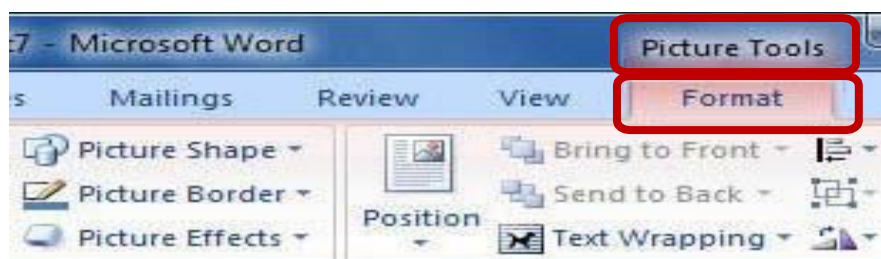 7 - Microsoft Word Picture Tools
s Mailings Review View Format
Picture Shape Bring to Front
Picture Border Position Send to Back
Picture Effects Text Wrapping